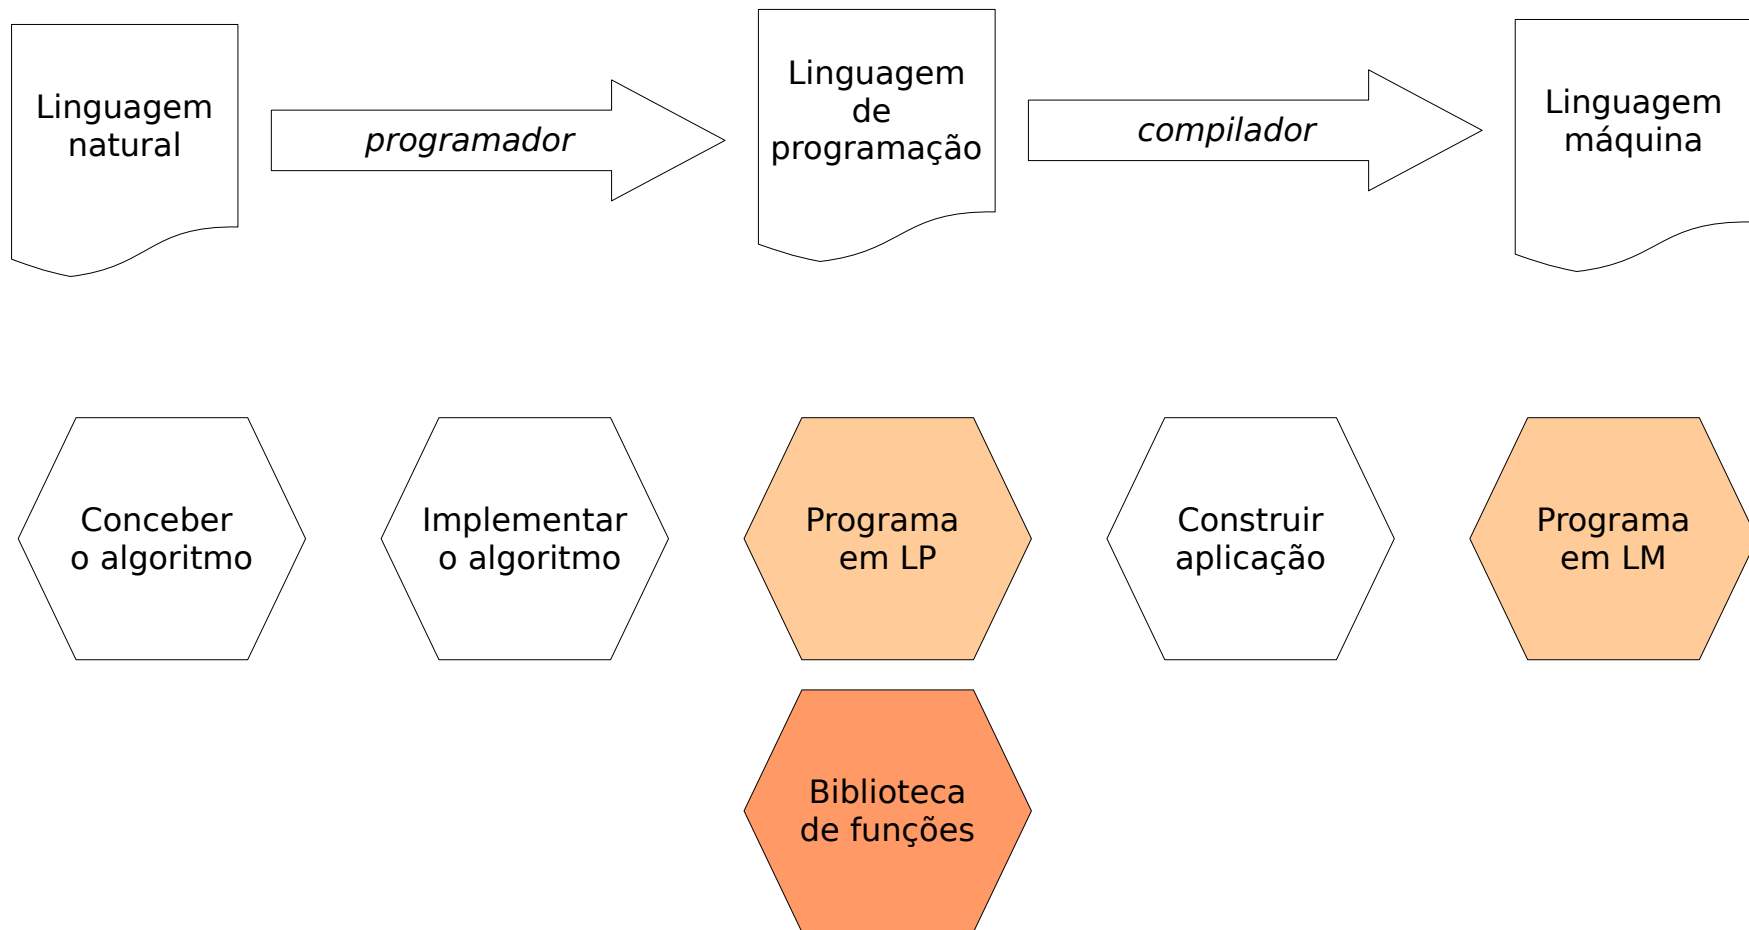 Linguagem
natural
programador
Linguagem
de
programação
compilador
Linguagem
máquina
Conceber
o algoritmo
Implementar
o algoritmo
Programa
em LP
Construir
aplicação
Programa
em LM
Biblioteca
de funções